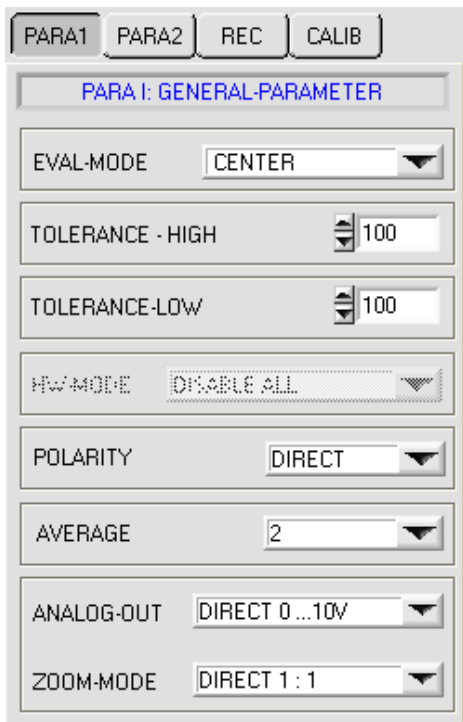 PARA1 PARA2 REC CALIB
PARA I: GENERAL-PARAMETER
EVAL-MODE CENTER
TOLERANCE - HIGH 100
TOLERANCE-LOW 100
HW-MODE DISABLE ALL
POLARITY DIRECT
AVERAGE 2
ANALOG-OUT DIRECT 0 ...10V
ZOOM-MODE DIRECT 1 : 1